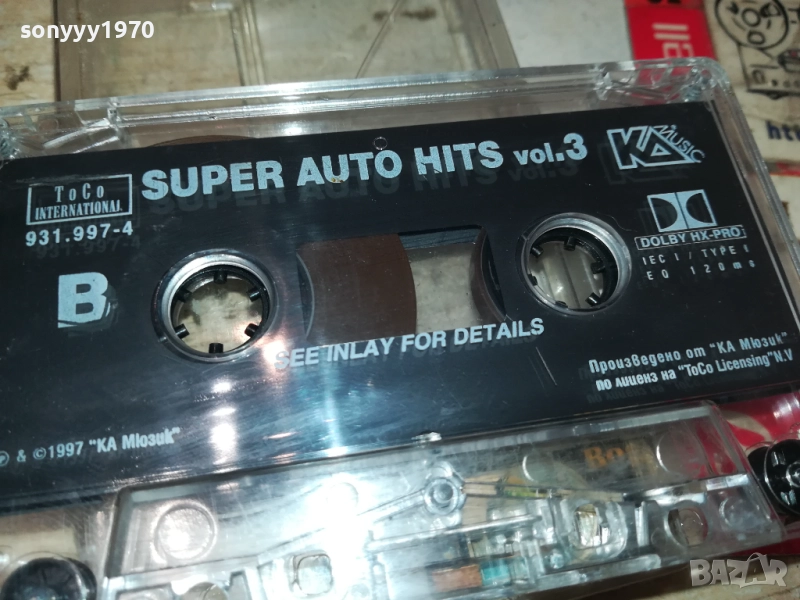 sonyyy1970
SUPER AUTO HITS vol.3
KA MUSIC
ToCo
INTERNATIONAL
931.997-4
DOLBY HX-PRO
IEC I / TYPE I
EQ 120ms
B
SEE INLAY FOR DETAILS
Произведено от "КА Мюзик"
по лиценз на "ToCo Licensing" N.V
℗ & ©1997 "КА Мюзик"
BAZAR